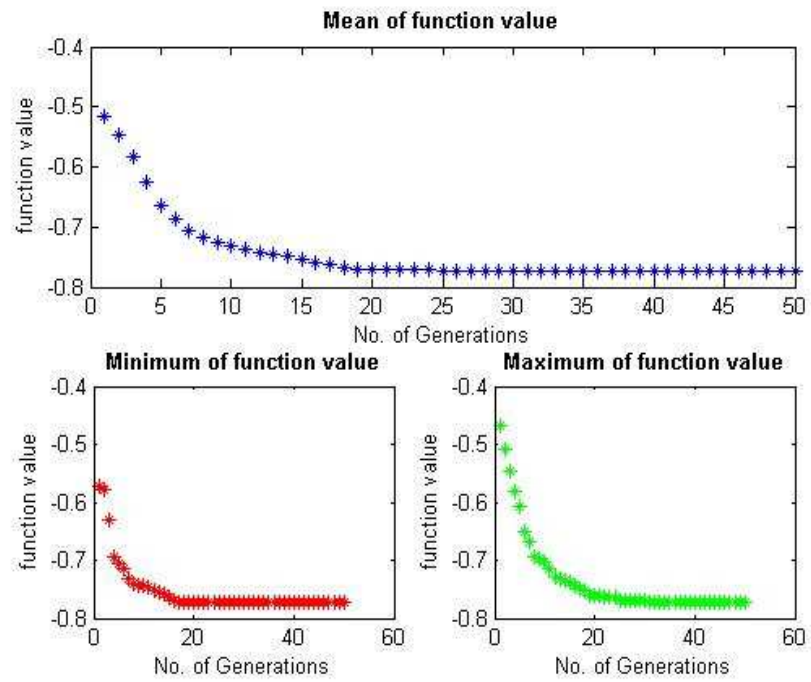 Mean of function value
-0.4
-0.5
-0.6
-0.7
-0.8
function value
0 5 10 15 20 25 30 35 40 45 50
No. of Generations
Minimum of function value
-0.4
-0.5
-0.6
-0.7
-0.8
function value
0 20 40 60
No. of Generations
Maximum of function value
-0.4
-0.5
-0.6
-0.7
-0.8
function value
0 20 40 60
No. of Generations